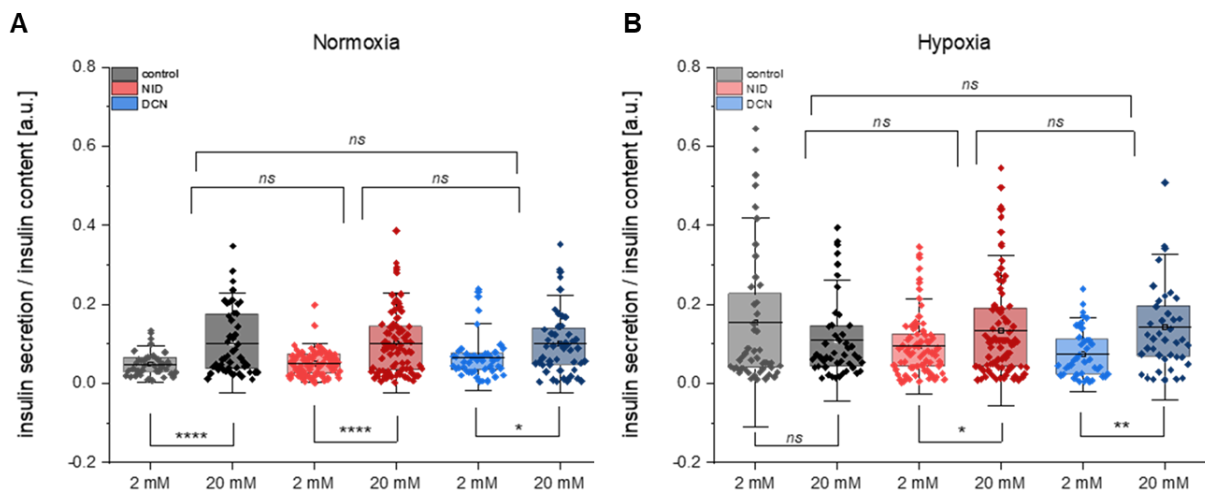 A
Normoxia
insulin secretion / insulin content [a.u.]
0.8
0.6
0.4
0.2
0.0
-0.2
control
NID
DCN
ns
ns
ns
****
****
*
2 mM
20 mM
2 mM
20 mM
2 mM
20 mM
B
Hypoxia
insulin secretion / insulin content [a.u.]
0.8
0.6
0.4
0.2
0.0
-0.2
control
NID
DCN
ns
ns
ns
ns
*
**
2 mM
20 mM
2 mM
20 mM
2 mM
20 mM